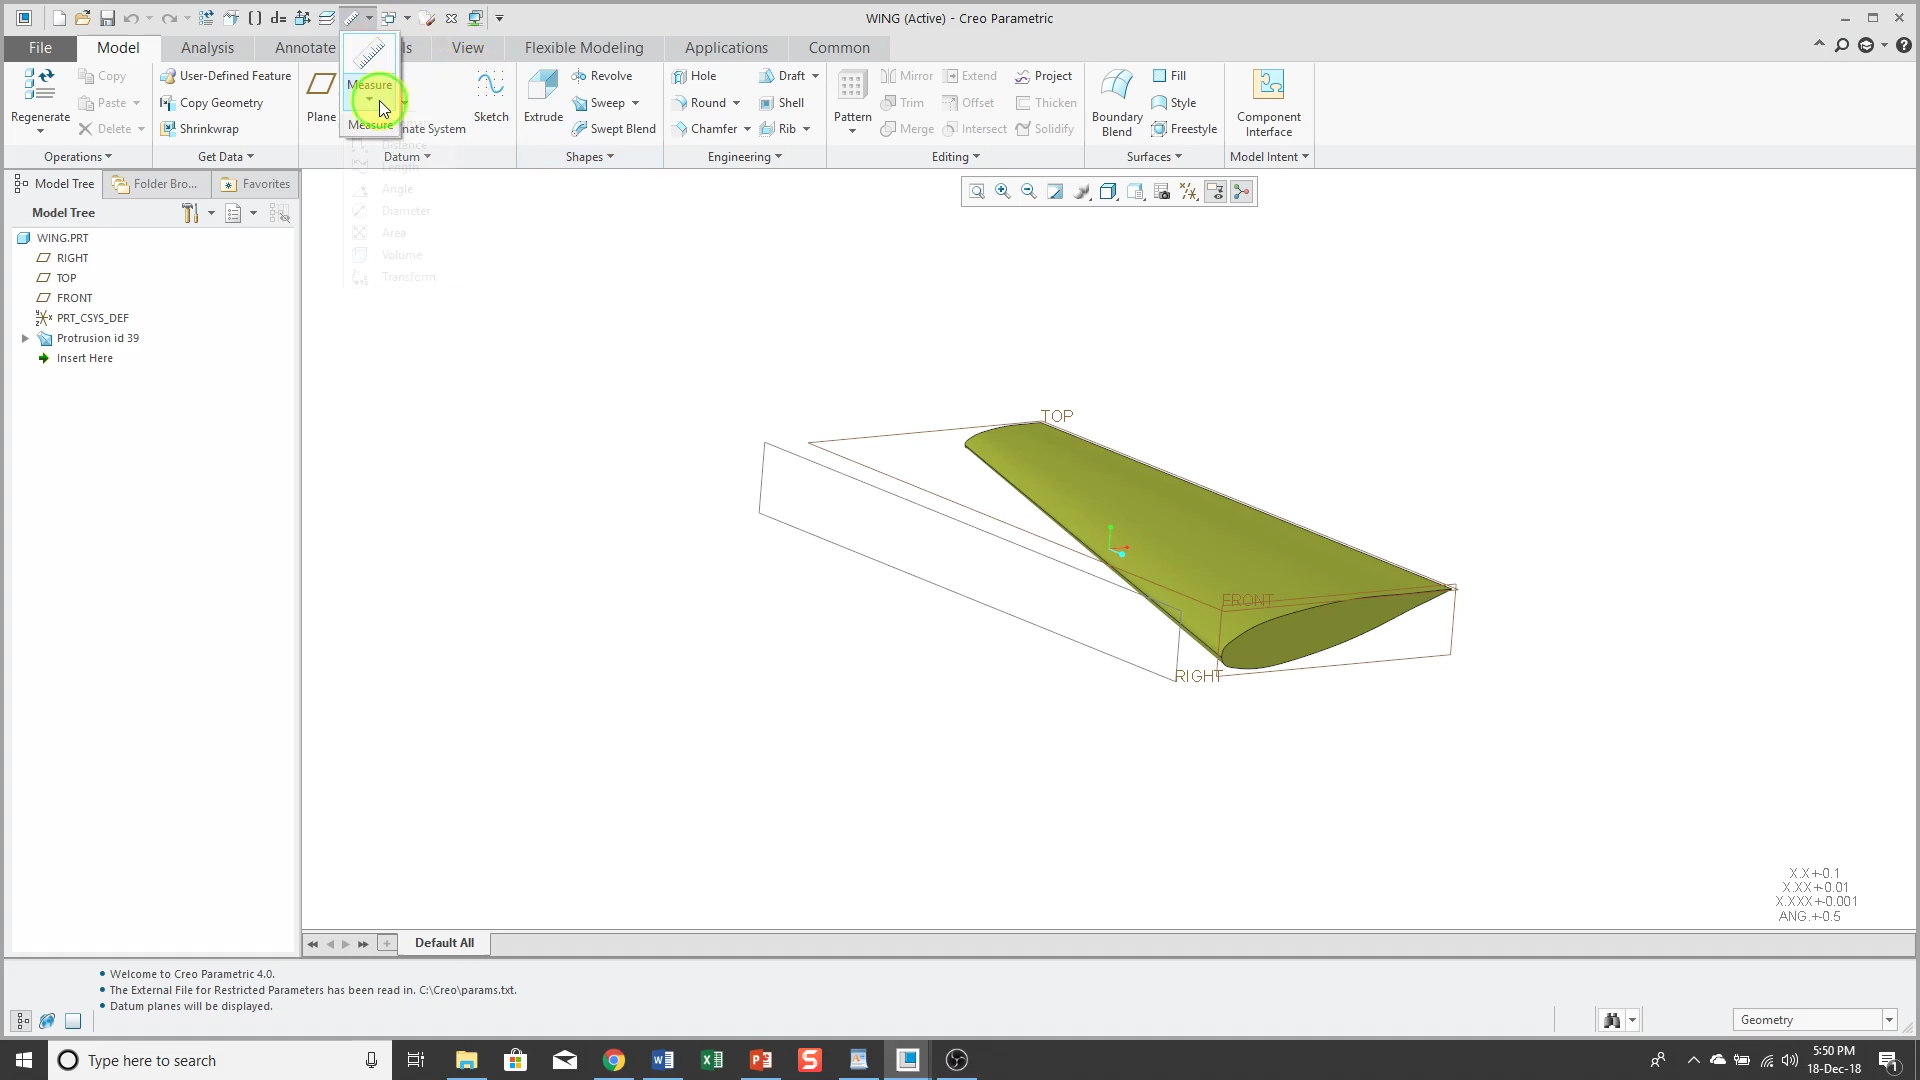 WING (Active) - Creo Parametric
File
Model
Analysis
Annotate
ls
View
Flexible Modeling
Applications
Common
Regenerate
Copy
Paste
Delete
Operations
User-Defined Feature
Copy Geometry
Shrinkwrap
Get Data
Plane
Measure
Measure
nate System
Sketch
Datum
Distance
Length
Angle
Diameter
Area
Volume
Transform
Extrude
Revolve
Sweep
Swept Blend
Shapes
Hole
Round
Chamfer
Draft
Shell
Rib
Engineering
Pattern
Mirror
Extend
Project
Trim
Offset
Thicken
Merge
Intersect
Solidify
Editing
Boundary
Blend
Fill
Style
Freestyle
Surfaces
Component
Interface
Model Intent
Model Tree
Folder Bro...
Favorites
Model Tree
WING.PRT
RIGHT
TOP
FRONT
PRT_CSYS_DEF
Protrusion id 39
Insert Here
TOP
FRONT
RIGHT
X.X+-0.1
X.XX+-0.01
X.XXX+-0.001
ANG.+-0.5
Default All
Welcome to Creo Parametric 4.0.
The External File for Restricted Parameters has been read in. C:\Creo\params.txt.
Datum planes will be displayed.
Geometry
Type here to search
5:50 PM
18-Dec-18